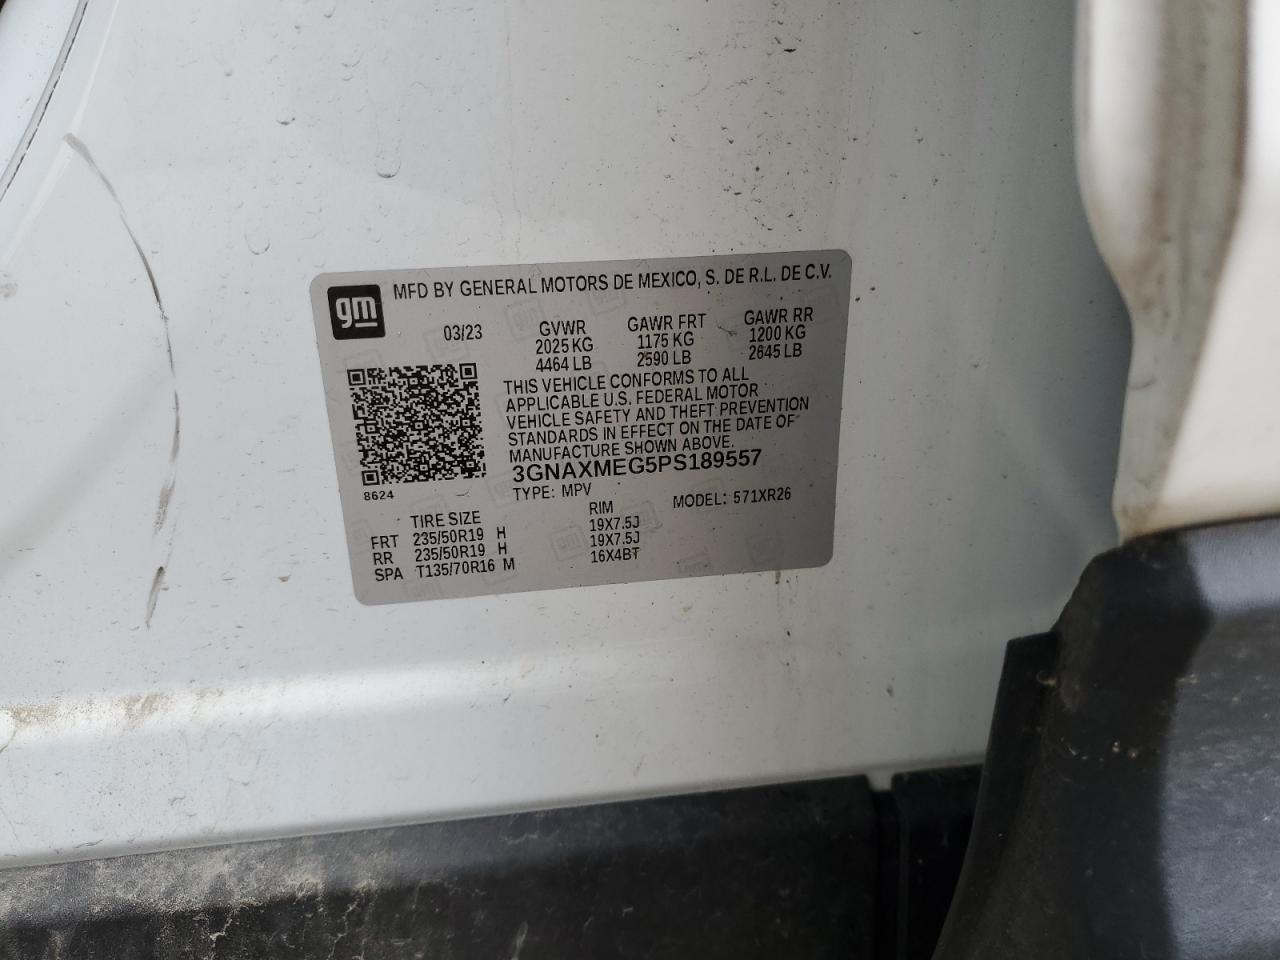 gm MFD BY GENERAL MOTORS DE MEXICO, S. DE R.L. DE C.V.
03/23 GVWR GAWR FRT GAWR RR
2025 KG 1175 KG 1200 KG
4464 LB 2590 LB 2645 LB
THIS VEHICLE CONFORMS TO ALL
APPLICABLE U.S. FEDERAL MOTOR
VEHICLE SAFETY AND THEFT PREVENTION
STANDARDS IN EFFECT ON THE DATE OF
MANUFACTURE SHOWN ABOVE.
3GNAXMEG5PS189557
8624
TYPE: MPV MODEL: 571XR26
TIRE SIZE RIM
FRT 235/50R19 H 19X7.5J
RR 235/50R19 H 19X7.5J
SPA T135/70R16 M 16X4BT